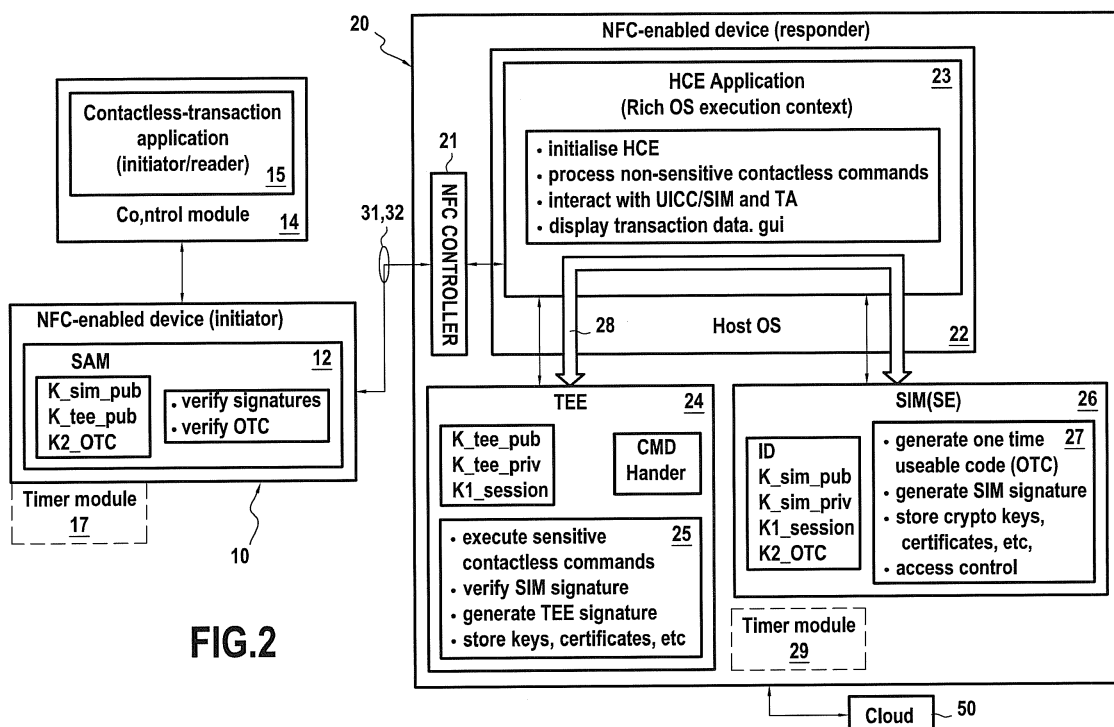 20
NFC-enabled device (responder)
HCE Application
23
(Rich OS execution context)
• initialise HCE
• process non-sensitive contactless commands
• interact with UICC/SIM and TA
• display transaction data. gui
28
Host OS
22
21
NFC CONTROLLER
31,32
Contactless-transaction
application
(initiator/reader)
15
Co,ntrol module
14
NFC-enabled device (initiator)
SAM
12
K_sim_pub
K_tee_pub
K2_OTC
• verify signatures
• verify OTC
Timer module
17
10
TEE
24
K_tee_pub
K_tee_priv
K1_session
CMD
Hander
• execute sensitive
25
contactless commands
• verify SIM signature
• generate TEE signature
• store keys, certificates, etc
SIM(SE)
26
ID
K_sim_pub
K_sim_priv
K1_session
K2_OTC
• generate one time
27
useable code (OTC)
• generate SIM signature
• store crypto keys,
certificates, etc,
• access control
Timer module
29
Cloud
50
FIG.2